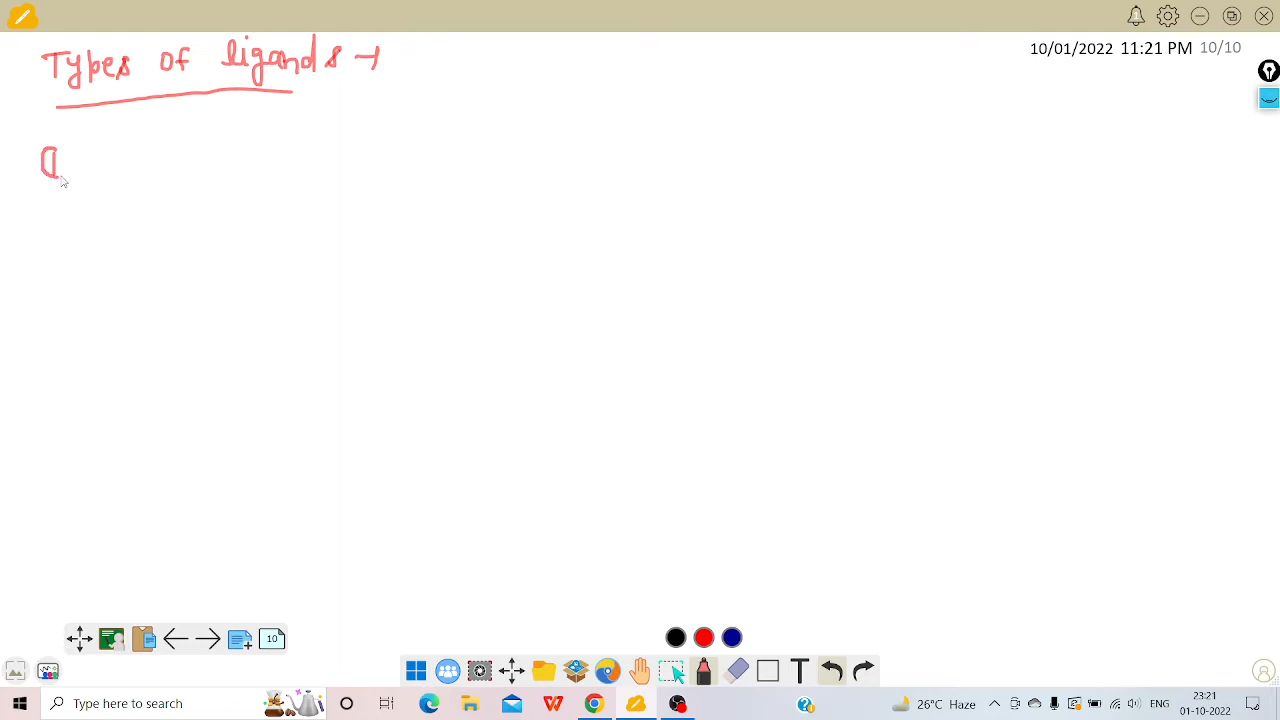 10/01/2022 11:21 PM 10/10
Types of ligands →
10
Type here to search
26°C Haze
ENG
23:21
01-10-2022